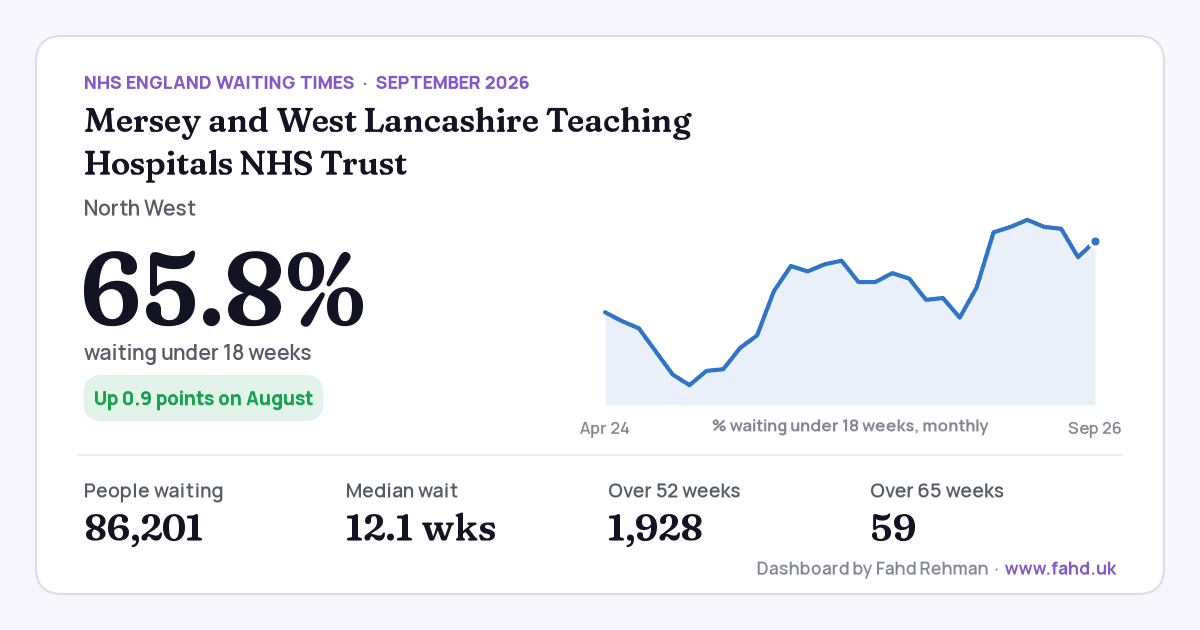 NHS ENGLAND WAITING TIMES · SEPTEMBER 2026
Mersey and West Lancashire Teaching
Hospitals NHS Trust
North West
65.8%
waiting under 18 weeks
Up 0.9 points on August
Apr 24
% waiting under 18 weeks, monthly
Sep 26
People waiting
86,201
Median wait
12.1 wks
Over 52 weeks
1,928
Over 65 weeks
59
Dashboard by Fahd Rehman · www.fahd.uk